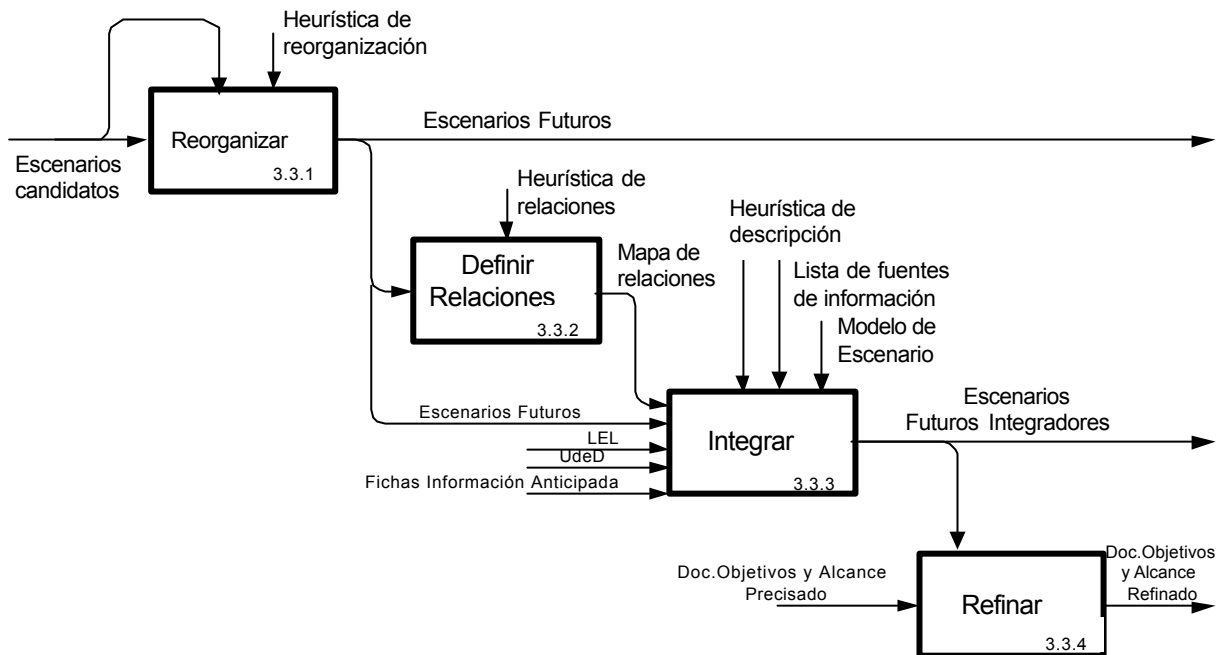 Heurística de
reorganización
Reorganizar
3.3.1
Escenarios
candidatos
Escenarios Futuros
Heurística de
relaciones
Definir
Relaciones
3.3.2
Mapa de
relaciones
Heurística de
descripción
Lista de fuentes
de información
Modelo de
Escenario
Escenarios Futuros
LEL
UdeD
Fichas Información Anticipada
Integrar
3.3.3
Escenarios
Futuros Integradores
Doc.Objetivos y Alcance
Precisado
Refinar
3.3.4
Doc.Objetivos
y Alcance
Refinado